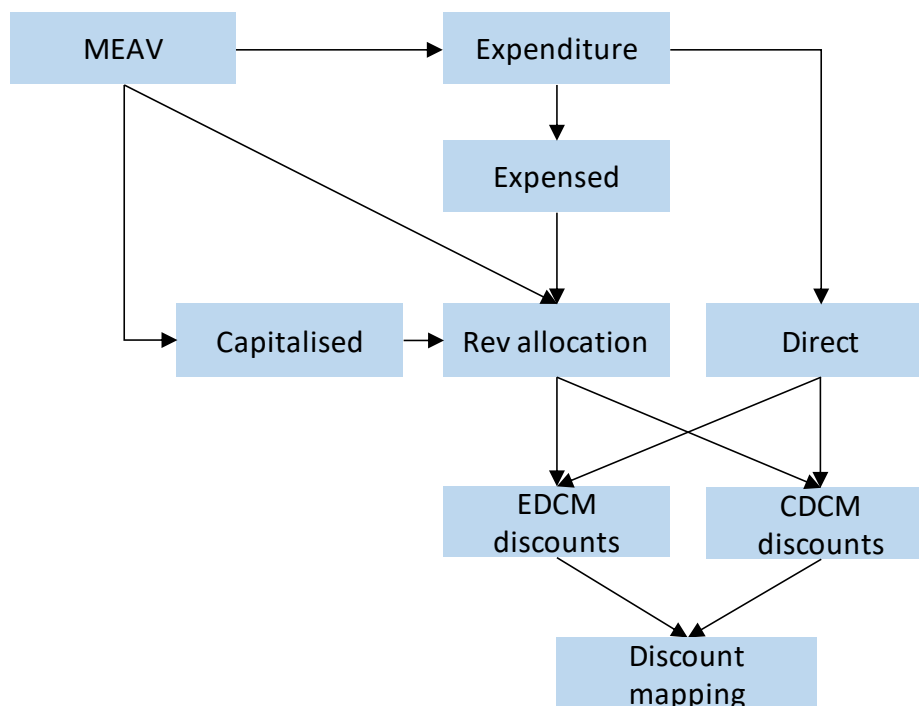 MEAV
Expenditure
Expensed
Capitalised
Rev allocation
Direct
EDCM
discounts
CDCM
discounts
Discount
mapping